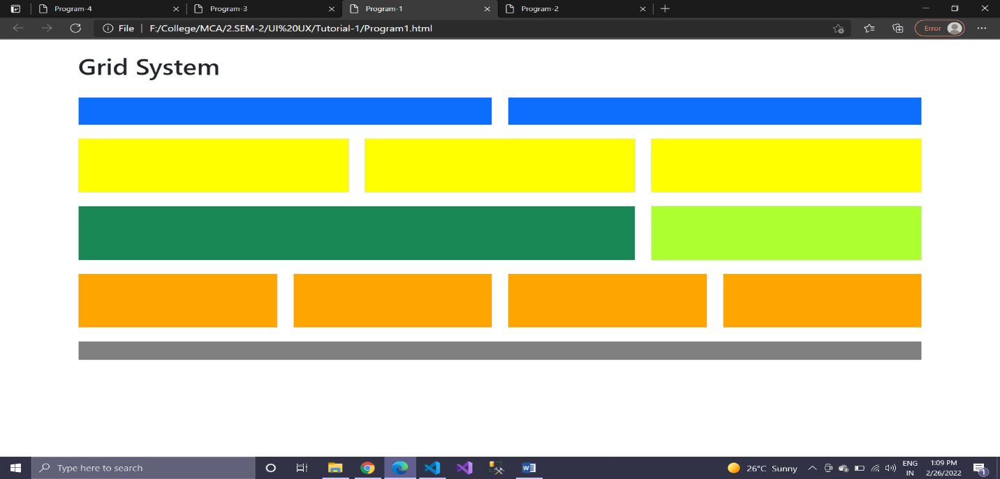 Program-4
Program-3
Program-1
Program-2
File | F:/College/MCA/2.SEM-2/UI%20UX/Tutorial-1/Program1.html
Error
Grid System
Type here to search
26°C Sunny
ENG
IN
1:09 PM
2/26/2022
1